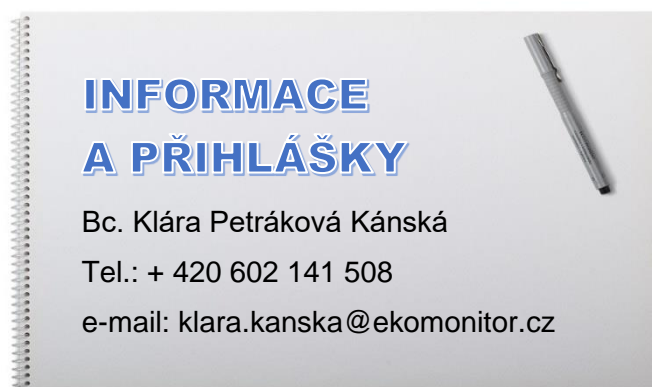 INFORMACE
A PŘIHLÁŠKY
Bc. Klára Petráková Kánská
Tel.: + 420 602 141 508
e-mail: klara.kanska@ekomonitor.cz